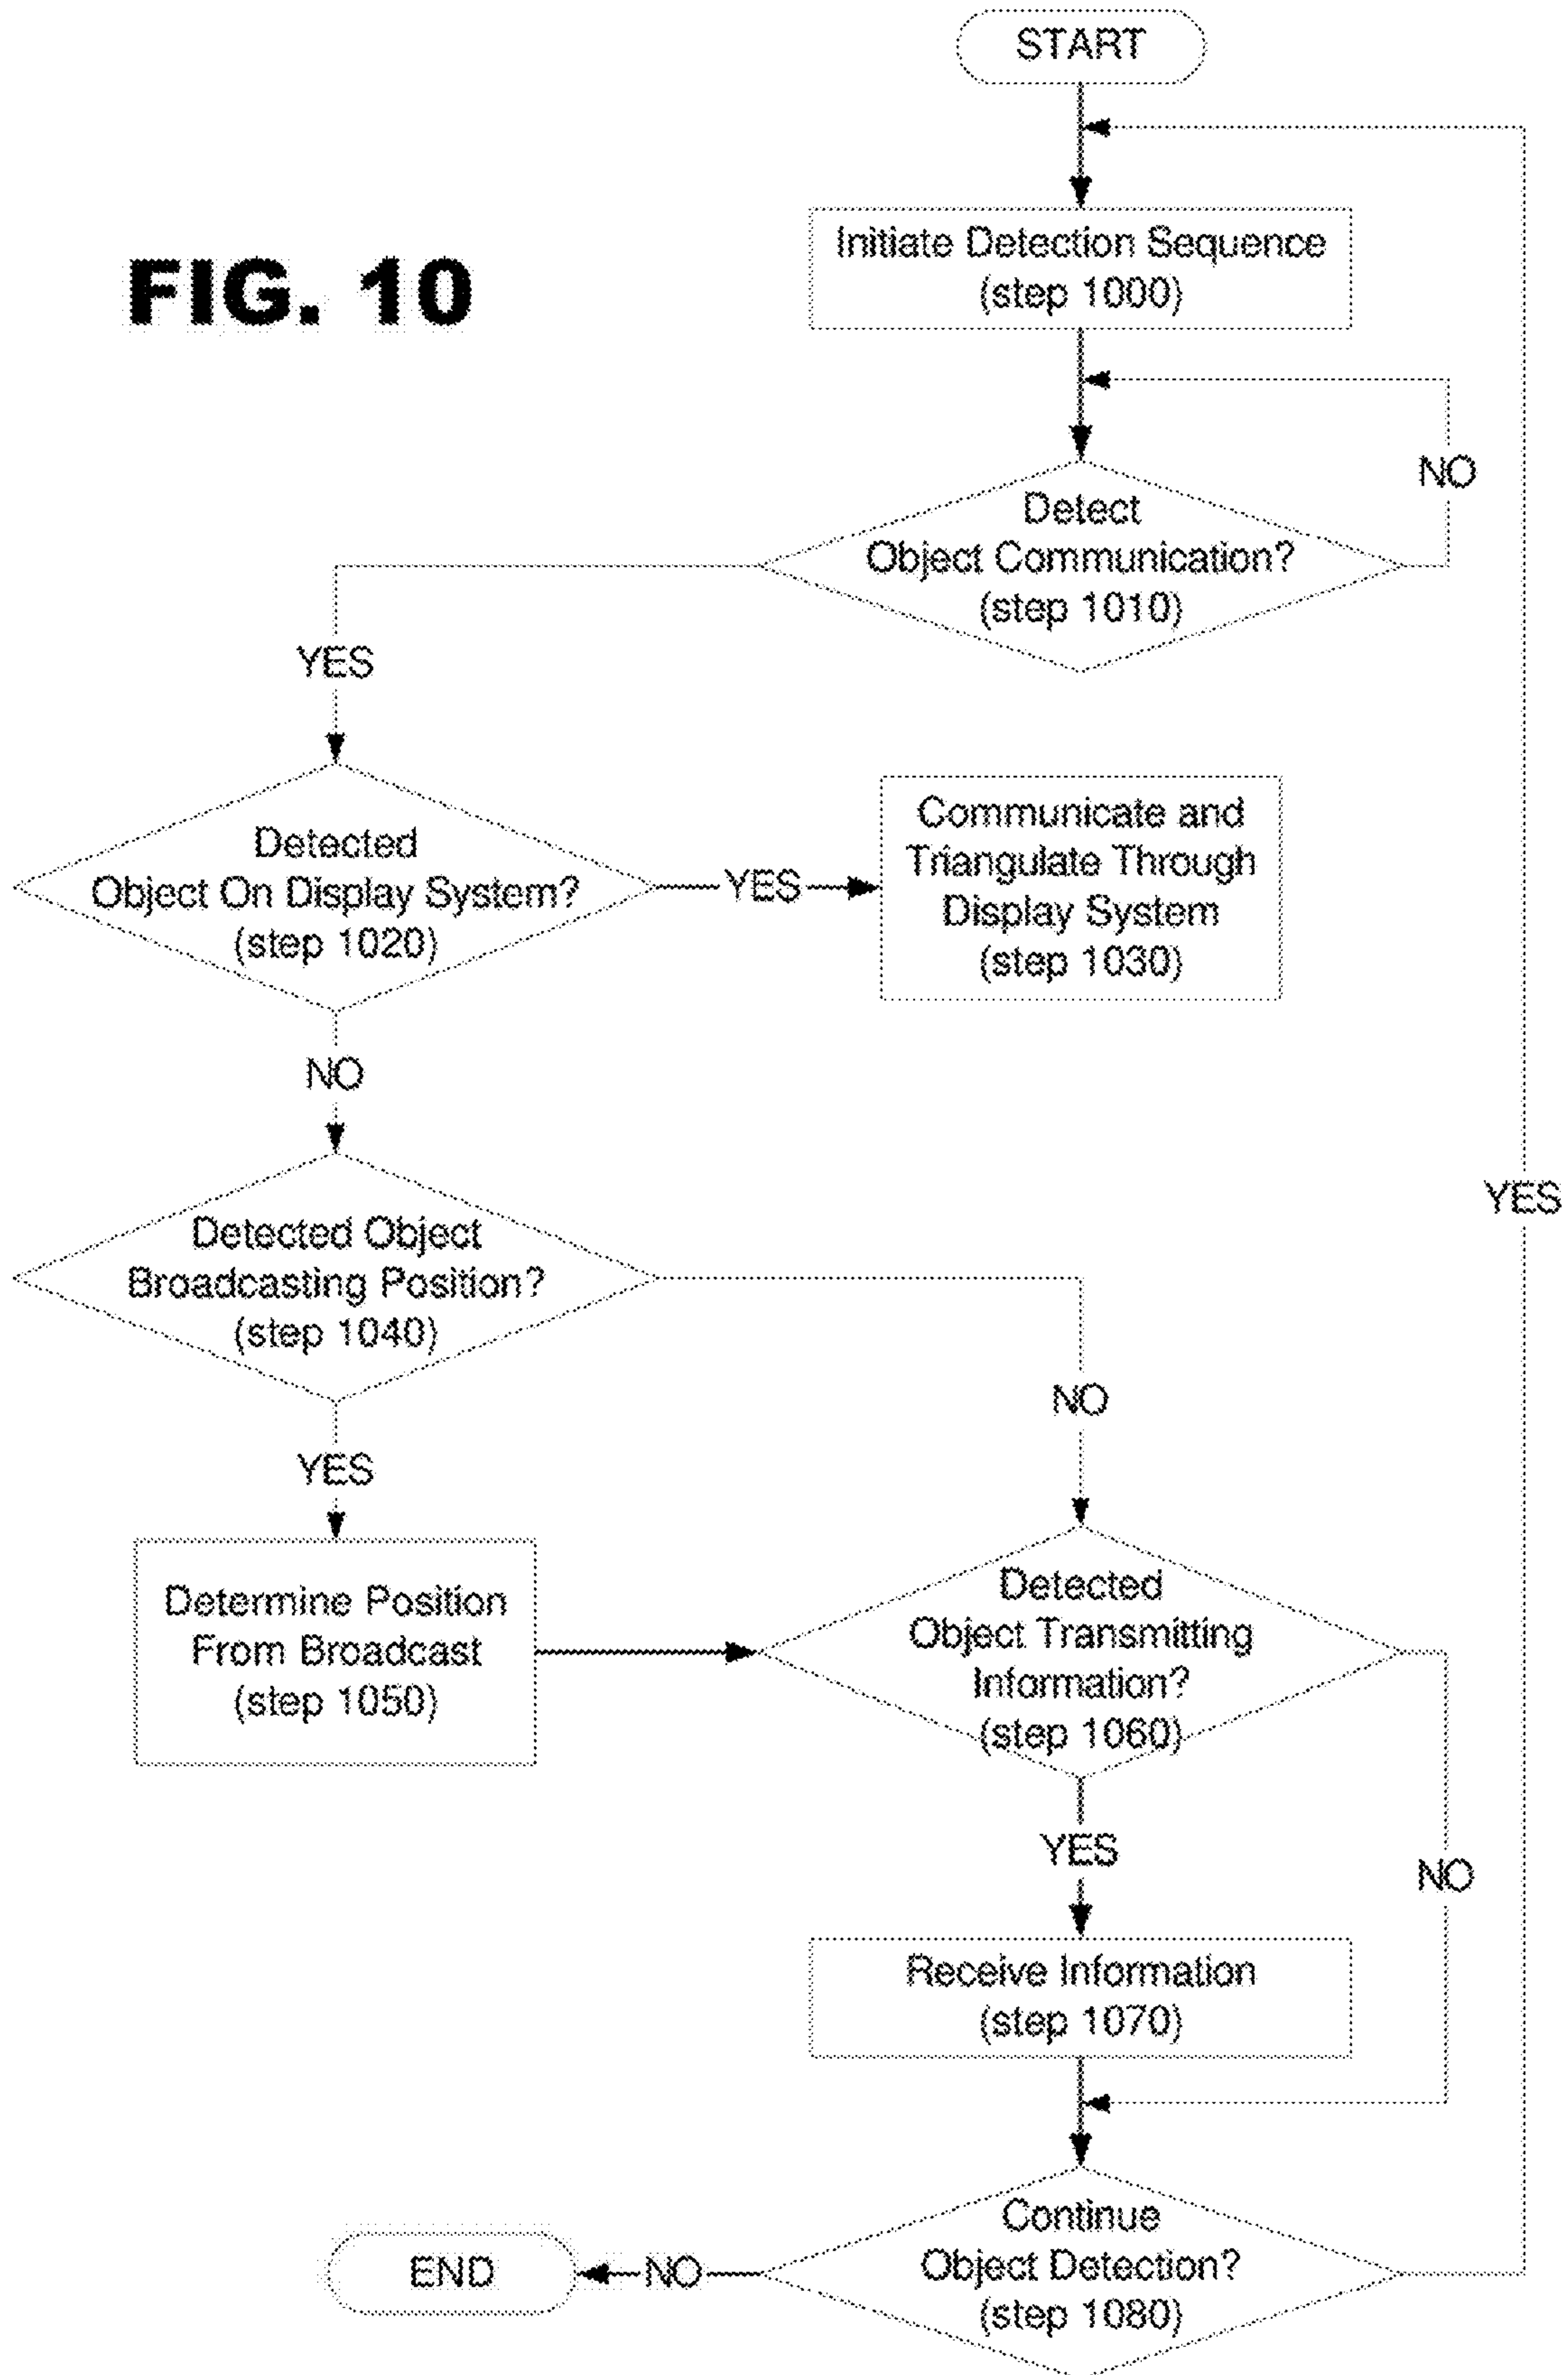 START
FIG. 10
Initiate Detection Sequence
(step 1000)
NO
Detect
Object Communication?
(step 1010)
YES
Detected
Object On Display System?
(step 1020)
YES
Communicate and
Triangulate Through
Display System
(step 1030)
NO
YES
Detected Object
Broadcasting Position?
(step 1040)
NO
YES
Determine Position
From Broadcast
(step 1050)
Detected
Object Transmitting
Information?
(step 1060)
YES
NO
Receive Information
(step 1070)
Continue
Object Detection?
(step 1080)
NO
END